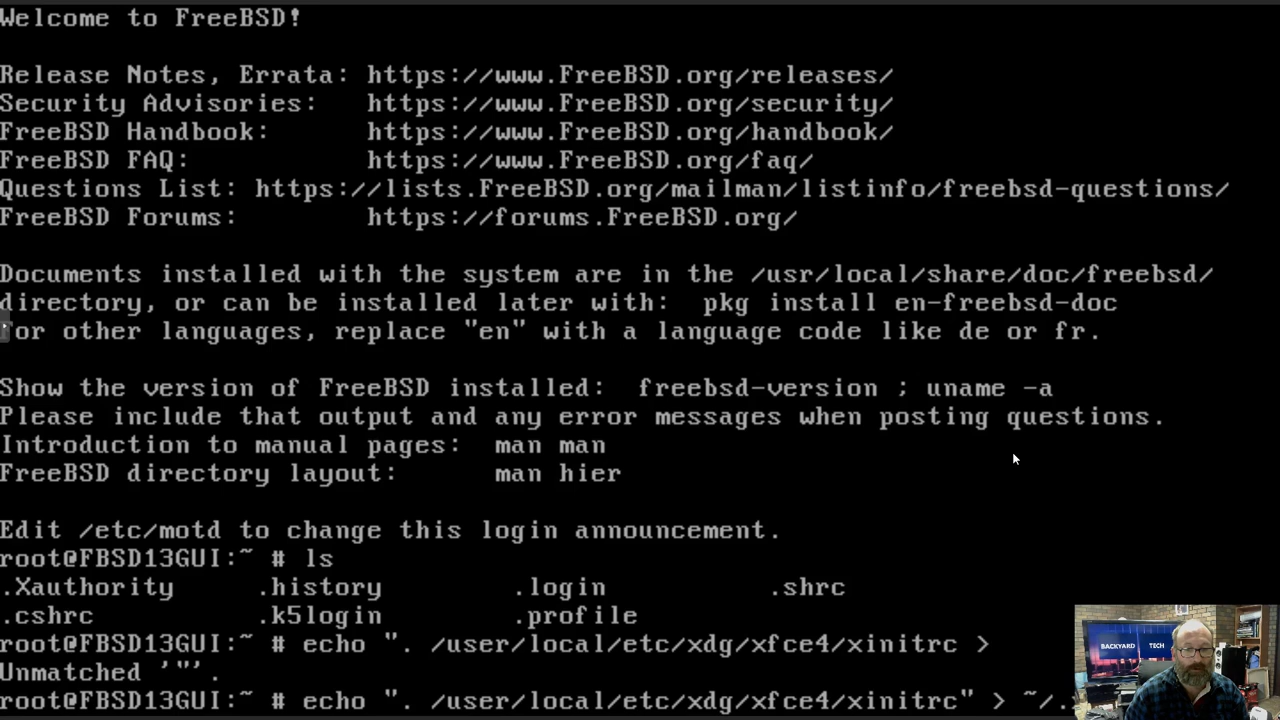 Welcome to FreeBSD!
Release Notes, Errata: https://www.FreeBSD.org/releases/
Security Advisories: https://www.FreeBSD.org/security/
FreeBSD Handbook: https://www.FreeBSD.org/handbook/
FreeBSD FAQ: https://www.FreeBSD.org/faq/
Questions List: https://lists.FreeBSD.org/mailman/listinfo/freebsd-questions/
FreeBSD Forums: https://forums.FreeBSD.org/
Documents installed with the system are in the /usr/local/share/doc/freebsd/
directory, or can be installed later with: pkg install en-freebsd-doc
For other languages, replace "en" with a language code like de or fr.
Show the version of FreeBSD installed: freebsd-version ; uname -a
Please include that output and any error messages when posting questions.
Introduction to manual pages: man man
FreeBSD directory layout: man hier
Edit /etc/motd to change this login announcement.
root@FBSD13GUI:~ # ls
.Xauthority .history .login .shrc
.cshrc .k5login .profile
root@FBSD13GUI:~ # echo ". /user/local/etc/xdg/xfce4/xinitrc >
Unmatched '"'.
root@FBSD13GUI:~ # echo ". /user/local/etc/xdg/xfce4/xinitrc" > ~/.x
BACKYARD TECH